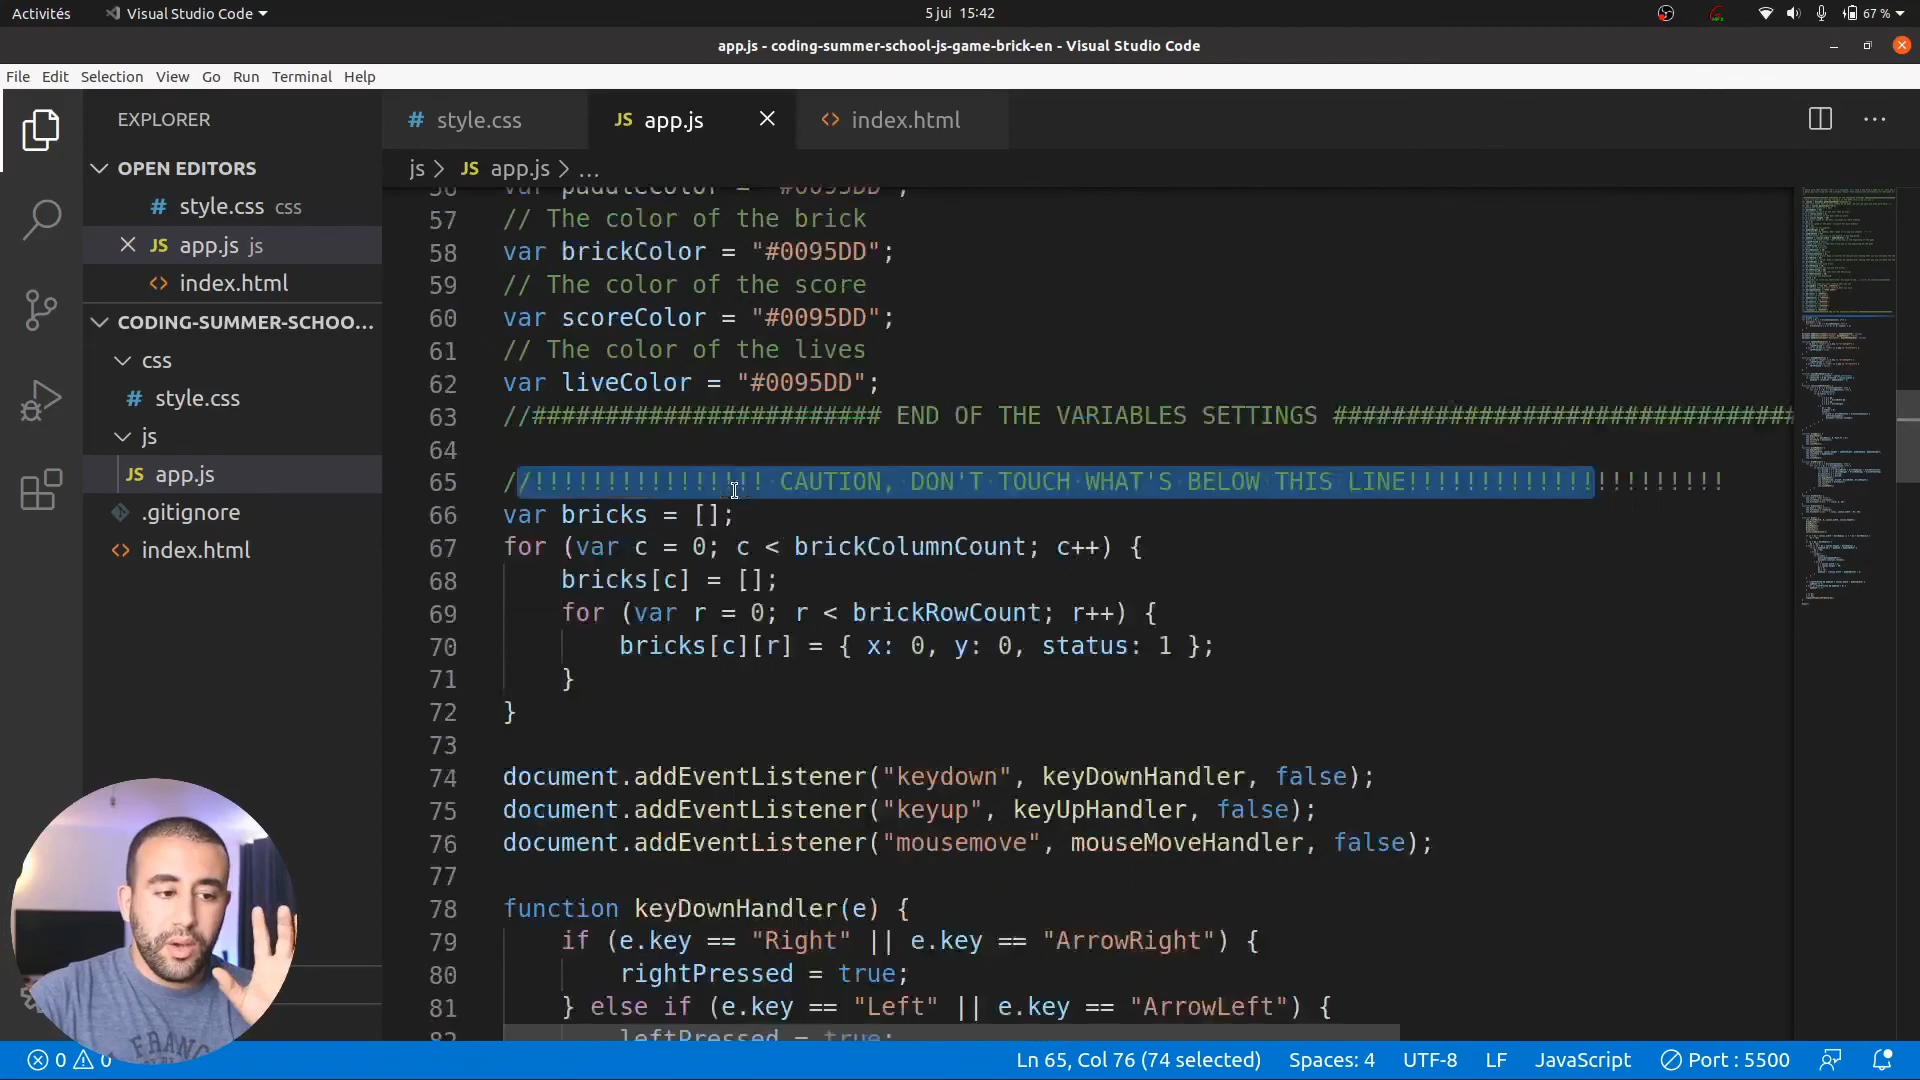 Activités
Visual Studio Code
5 jui 15:42
67 %
app.js - coding-summer-school-js-game-brick-en - Visual Studio Code
File Edit Selection View Go Run Terminal Help
EXPLORER
OPEN EDITORS
# style.css css
JS app.js js
<> index.html
CODING-SUMMER-SCHOO...
css
# style.css
js
JS app.js
.gitignore
<> index.html
# style.css
JS app.js
<> index.html
js > JS app.js > ...
56 var paddleColor = "#0095DD";
57 // The color of the brick
58 var brickColor = "#0095DD";
59 // The color of the score
60 var scoreColor = "#0095DD";
61 // The color of the lives
62 var liveColor = "#0095DD";
63 //######################## END OF THE VARIABLES SETTINGS ################################
64
65 //!!!!!!!!!!!!!!!! CAUTION, DON'T TOUCH WHAT'S BELOW THIS LINE!!!!!!!!!!!!!!!!!!!!!!
66 var bricks = [];
67 for (var c = 0; c < brickColumnCount; c++) {
68 bricks[c] = [];
69 for (var r = 0; r < brickRowCount; r++) {
70 bricks[c][r] = { x: 0, y: 0, status: 1 };
71 }
72 }
73
74 document.addEventListener("keydown", keyDownHandler, false);
75 document.addEventListener("keyup", keyUpHandler, false);
76 document.addEventListener("mousemove", mouseMoveHandler, false);
77
78 function keyDownHandler(e) {
79 if (e.key == "Right" || e.key == "ArrowRight") {
80 rightPressed = true;
81 } else if (e.key == "Left" || e.key == "ArrowLeft") {
82 leftPressed = true;
FRANC
0 0
Ln 65, Col 76 (74 selected)
Spaces: 4
UTF-8
LF
JavaScript
Port : 5500